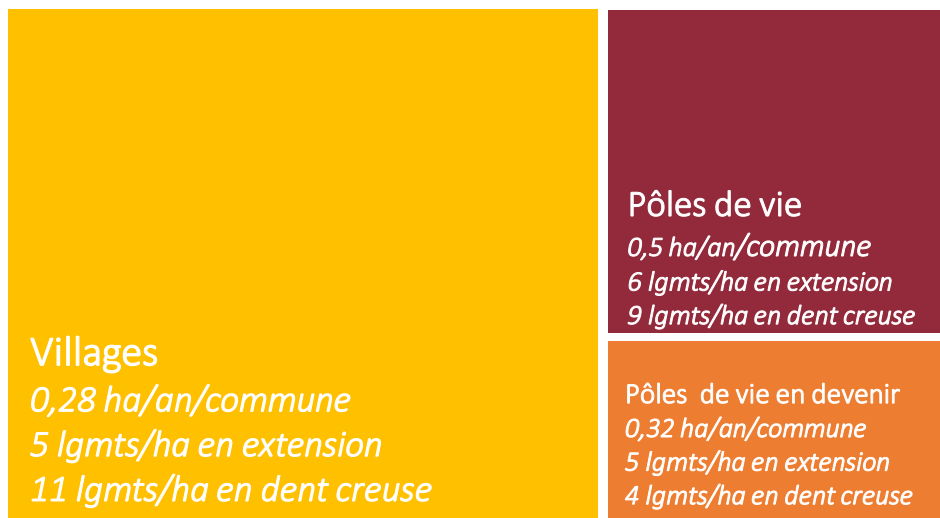 Villages
0,28 ha/an/commune
5 lgmts/ha en extension
11 lgmts/ha en dent creuse
Pôles de vie
0,5 ha/an/commune
6 lgmts/ha en extension
9 lgmts/ha en dent creuse
Pôles de vie en devenir
0,32 ha/an/commune
5 lgmts/ha en extension
4 lgmts/ha en dent creuse